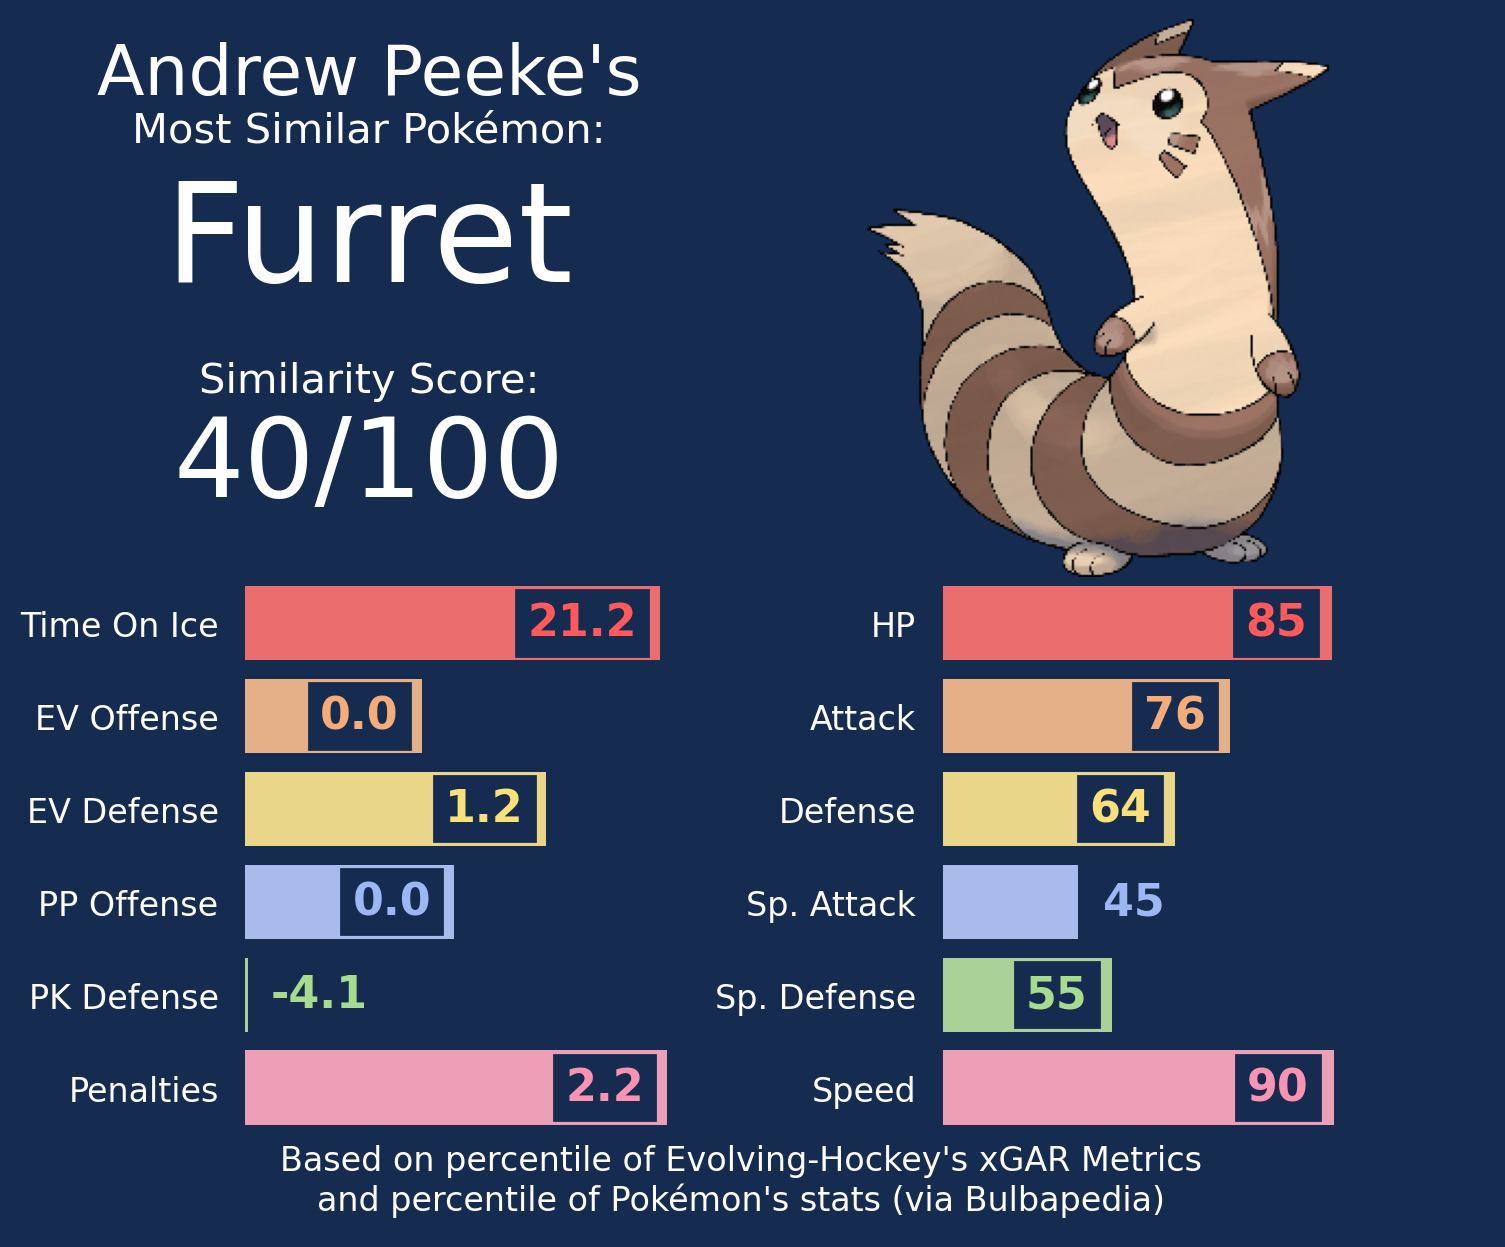 Andrew Peeke's
Most Similar Pokémon:
Furret
Similarity Score:
40/100
Time On Ice 21.2
EV Offense 0.0
EV Defense 1.2
PP Offense 0.0
PK Defense -4.1
Penalties 2.2
HP 85
Attack 76
Defense 64
Sp. Attack 45
Sp. Defense 55
Speed 90
Based on percentile of Evolving-Hockey's xGAR Metrics
and percentile of Pokémon's stats (via Bulbapedia)